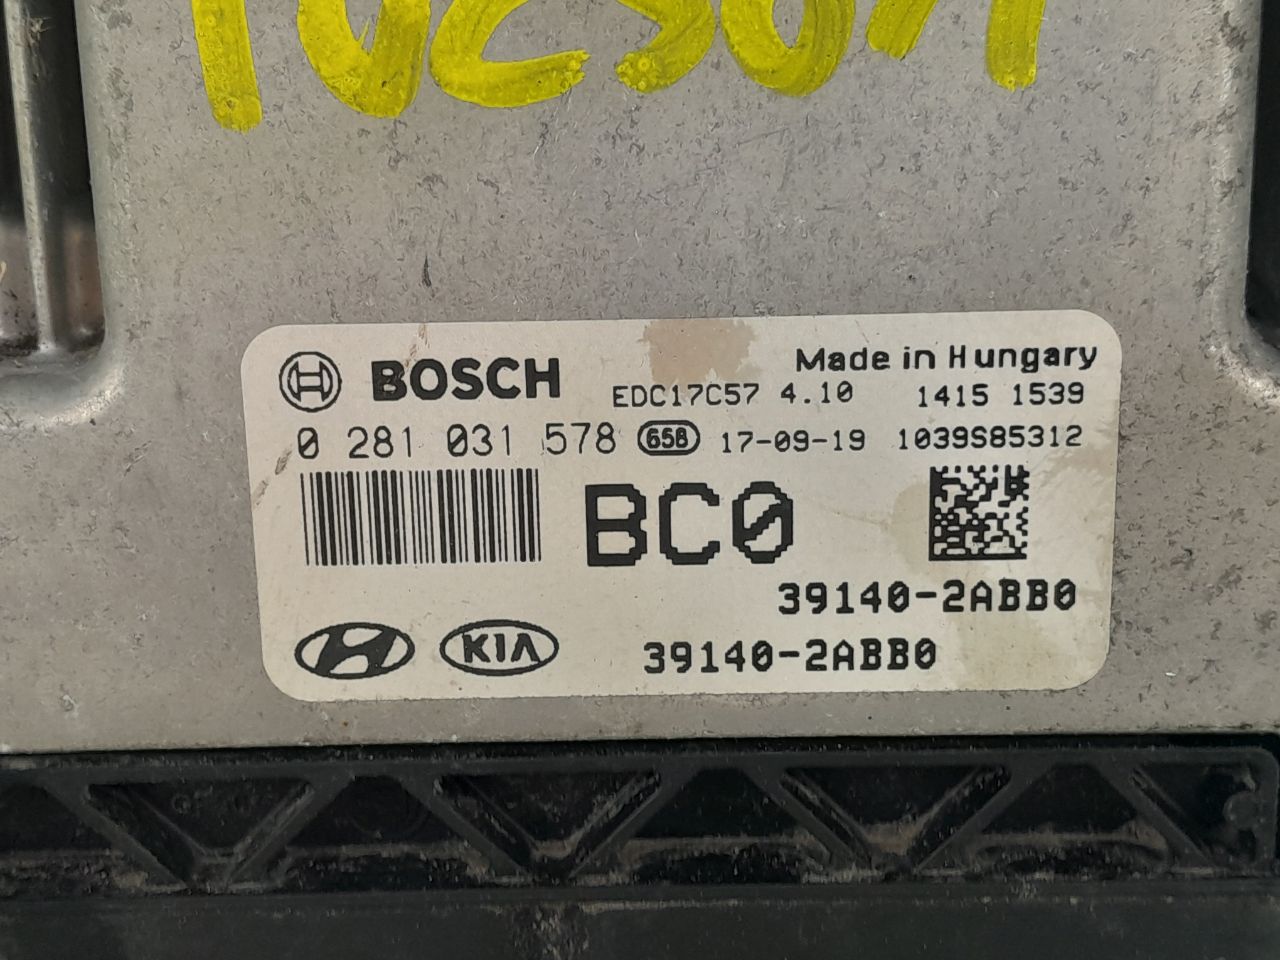 TUCSON
BOSCH
Made in Hungary
EDC17C57 4.10 1415 1539
0 281 031 578 658 17-09-19 1039S85312
BC0
39140-2ABB0
KIA 39140-2ABB0